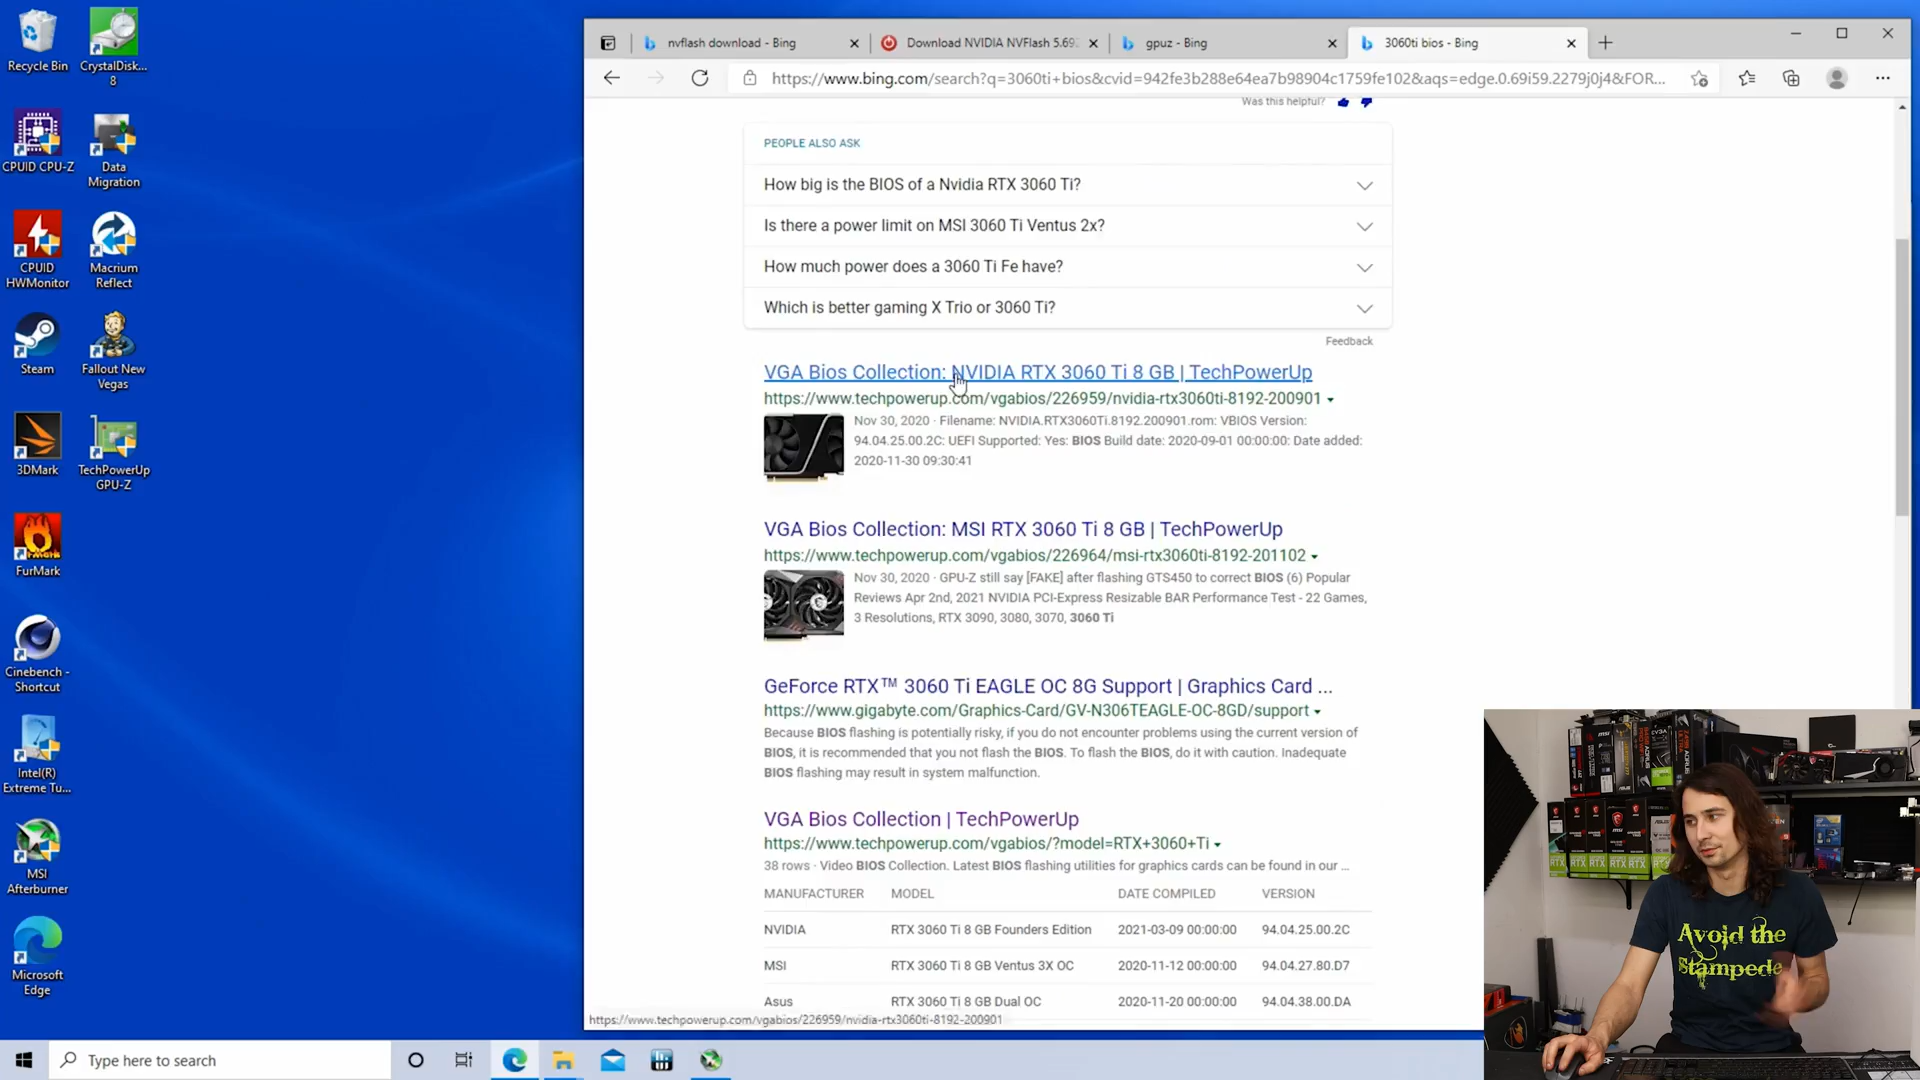 Recycle Bin
CrystalDisk...
8
CPUID CPU-Z
Data
Migration
CPUID
HWMonitor
Macrium
Reflect
Steam
Fallout New
Vegas
3DMark
TechPowerUp
GPU-Z
FurMark
Cinebench -
Shortcut
Intel(R)
Extreme Tu...
MSI
Afterburner
Microsoft
Edge
nvflash download - Bing
Download NVIDIA NVFlash 5.692
gpuz - Bing
3060ti bios - Bing
https://www.bing.com/search?q=3060ti+bios&cvid=942fe3b288e64ea7b98904c1759fe102&aqs=edge.0.69i59.2279j0j4&FOR...
Was this helpful?
PEOPLE ALSO ASK
How big is the BIOS of a Nvidia RTX 3060 Ti?
Is there a power limit on MSI 3060 Ti Ventus 2x?
How much power does a 3060 Ti Fe have?
Which is better gaming X Trio or 3060 Ti?
Feedback
VGA Bios Collection: NVIDIA RTX 3060 Ti 8 GB | TechPowerUp
https://www.techpowerup.com/vgabios/226959/nvidia-rtx3060ti-8192-200901
Nov 30, 2020 · Filename: NVIDIA.RTX3060Ti.8192.200901.rom: VBIOS Version:
94.04.25.00.2C: UEFI Supported: Yes: BIOS Build date: 2020-09-01 00:00:00: Date added:
2020-11-30 09:30:41
VGA Bios Collection: MSI RTX 3060 Ti 8 GB | TechPowerUp
https://www.techpowerup.com/vgabios/226964/msi-rtx3060ti-8192-201102
Nov 30, 2020 · GPU-Z still say [FAKE] after flashing GTS450 to correct BIOS (6) Popular
Reviews Apr 2nd, 2021 NVIDIA PCI-Express Resizable BAR Performance Test - 22 Games,
3 Resolutions, RTX 3090, 3080, 3070, 3060 Ti
GeForce RTX™ 3060 Ti EAGLE OC 8G Support | Graphics Card ...
https://www.gigabyte.com/Graphics-Card/GV-N306TEAGLE-OC-8GD/support
Because BIOS flashing is potentially risky, if you do not encounter problems using the current version of
BIOS, it is recommended that you not flash the BIOS. To flash the BIOS, do it with caution. Inadequate
BIOS flashing may result in system malfunction.
VGA Bios Collection | TechPowerUp
https://www.techpowerup.com/vgabios/?model=RTX+3060+Ti
38 rows · Video BIOS Collection. Latest BIOS flashing utilities for graphics cards can be found in our ...
MANUFACTURER MODEL DATE COMPILED VERSION
NVIDIA RTX 3060 Ti 8 GB Founders Edition 2021-03-09 00:00:00 94.04.25.00.2C
MSI RTX 3060 Ti 8 GB Ventus 3X OC 2020-11-12 00:00:00 94.04.27.80.D7
Asus RTX 3060 Ti 8 GB Dual OC 2020-11-20 00:00:00 94.04.38.00.DA
https://www.techpowerup.com/vgabios/226959/nvidia-rtx3060ti-8192-200901
Avoid the
Stampede
Type here to search